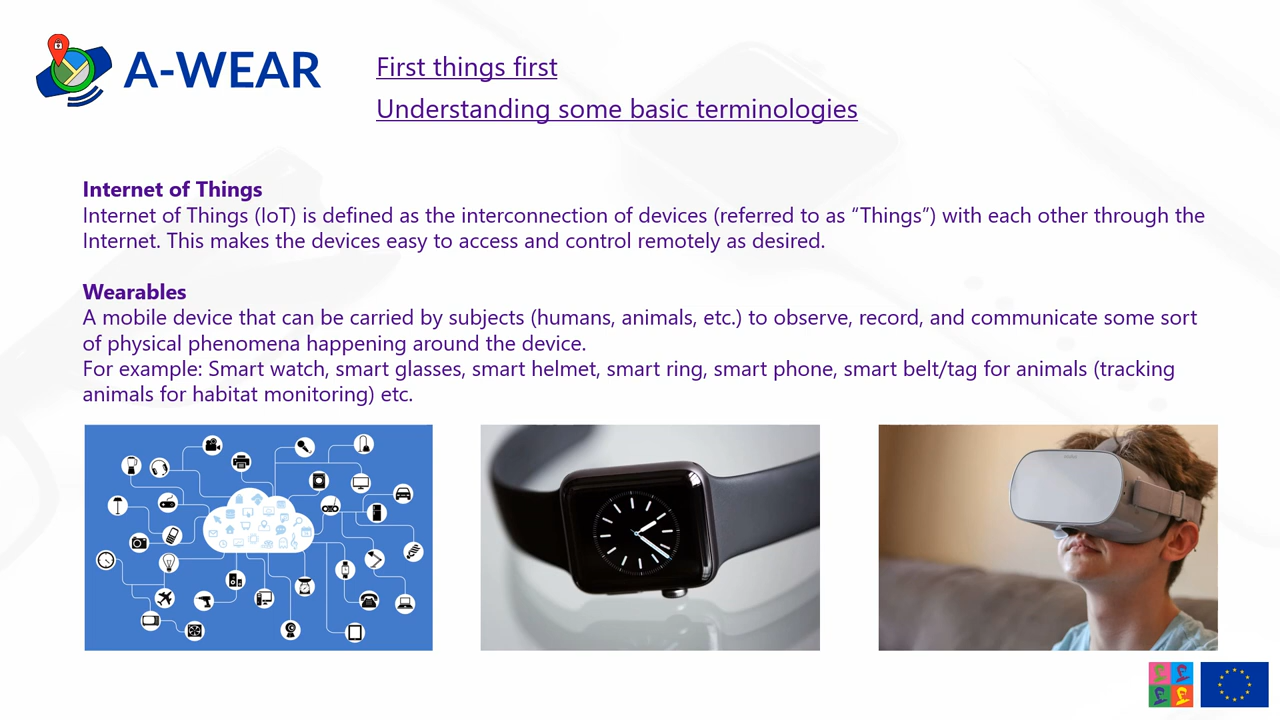 A-WEAR
First things first
Understanding some basic terminologies
Internet of Things
Internet of Things (IoT) is defined as the interconnection of devices (referred to as “Things”) with each other through the
Internet. This makes the devices easy to access and control remotely as desired.
Wearables
A mobile device that can be carried by subjects (humans, animals, etc.) to observe, record, and communicate some sort
of physical phenomena happening around the device.
For example: Smart watch, smart glasses, smart helmet, smart ring, smart phone, smart belt/tag for animals (tracking
animals for habitat monitoring) etc.